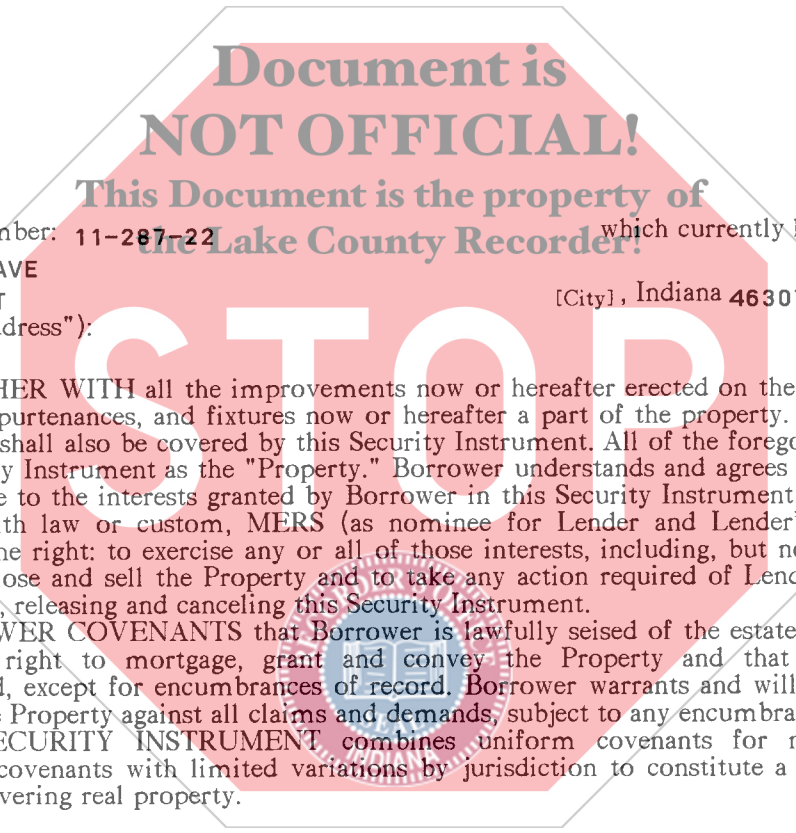 Document is
NOT OFFICIAL!
This Document is the property of
the Lake County Recorder!
STOP
mber: 11-287-22 which currently
AVE
[City], Indiana 4630
dress"):
HER WITH all the improvements now or hereafter erected on the
purtenances, and fixtures now or hereafter a part of the property.
shall also be covered by this Security Instrument. All of the forego
y Instrument as the "Property." Borrower understands and agrees
e to the interests granted by Borrower in this Security Instrument
th law or custom, MERS (as nominee for Lender and Lender'
ne right: to exercise any or all of those interests, including, but n
ose and sell the Property and to take any action required of Lend
, releasing and canceling this Security Instrument.
WER COVENANTS that Borrower is lawfully seised of the estate
right to mortgage, grant and convey the Property and that
d, except for encumbrances of record. Borrower warrants and will
e Property against all claims and demands, subject to any encumbra
ECURITY INSTRUMENT combines uniform covenants for n
covenants with limited variations by jurisdiction to constitute a
vering real property.
RECORDER'S OFFICE
SEAL
INDIANA